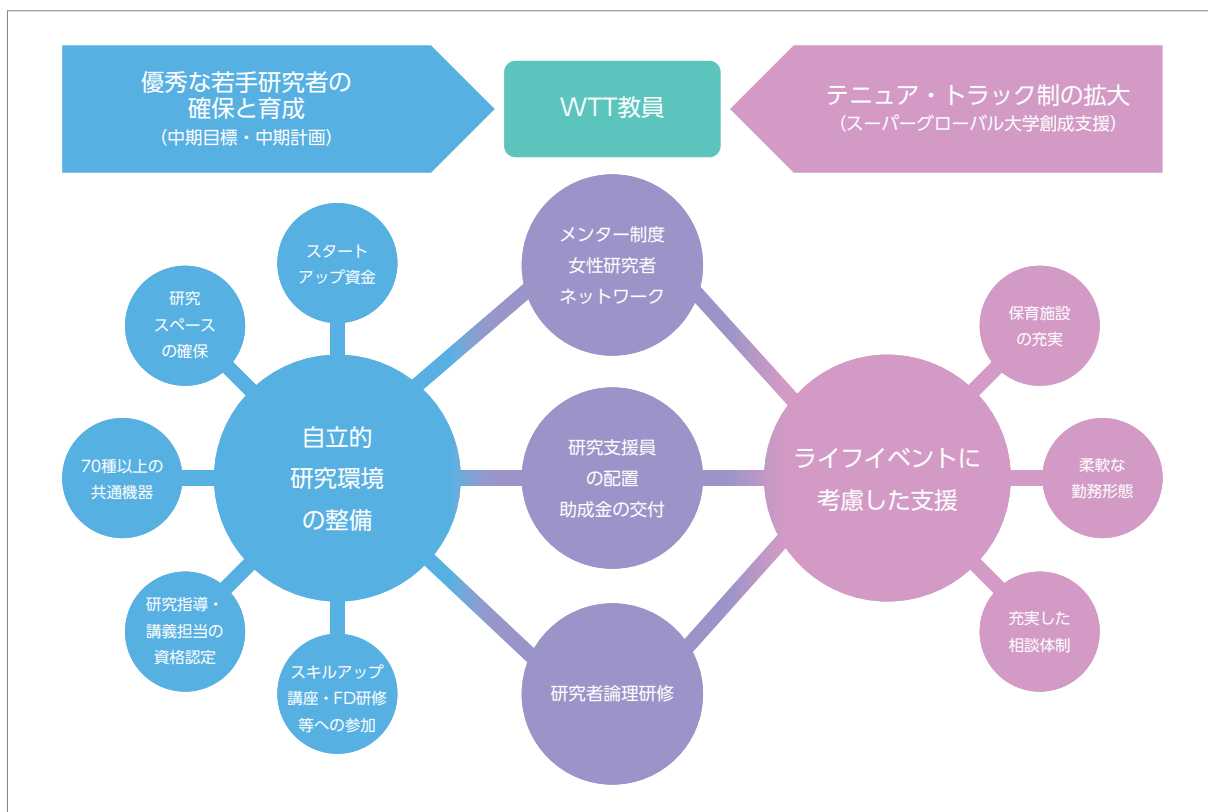 優秀な若手研究者の
確保と育成
（中期目標・中期計画）
WTT教員
テニュア・トラック制の拡大
（スーパーグローバル大学創成支援）
スタート
アップ資金
研究
スペース
の確保
70種以上の
共通機器
研究指導・
講義担当の
資格認定
スキルアップ
講座・FD研修
等への参加
自立的
研究環境
の整備
メンター制度
女性研究者
ネットワーク
研究支援員
の配置
助成金の交付
研究者論理研修
ライフイベントに
考慮した支援
保育施設
の充実
柔軟な
勤務形態
充実した
相談体制